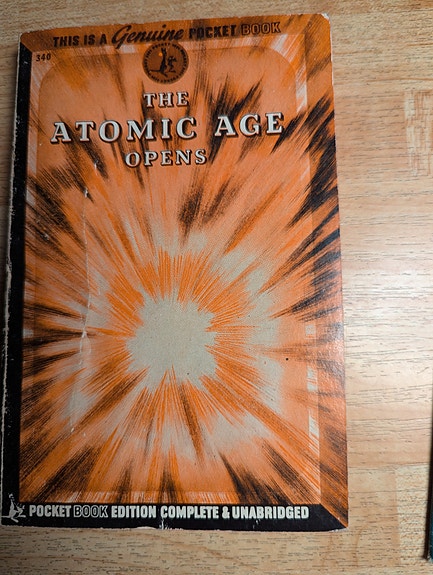 THIS IS A Genuine POCKET BOOK
340
THE
ATOMIC AGE
OPENS
POCKET BOOK EDITION COMPLETE & UNABRIDGED